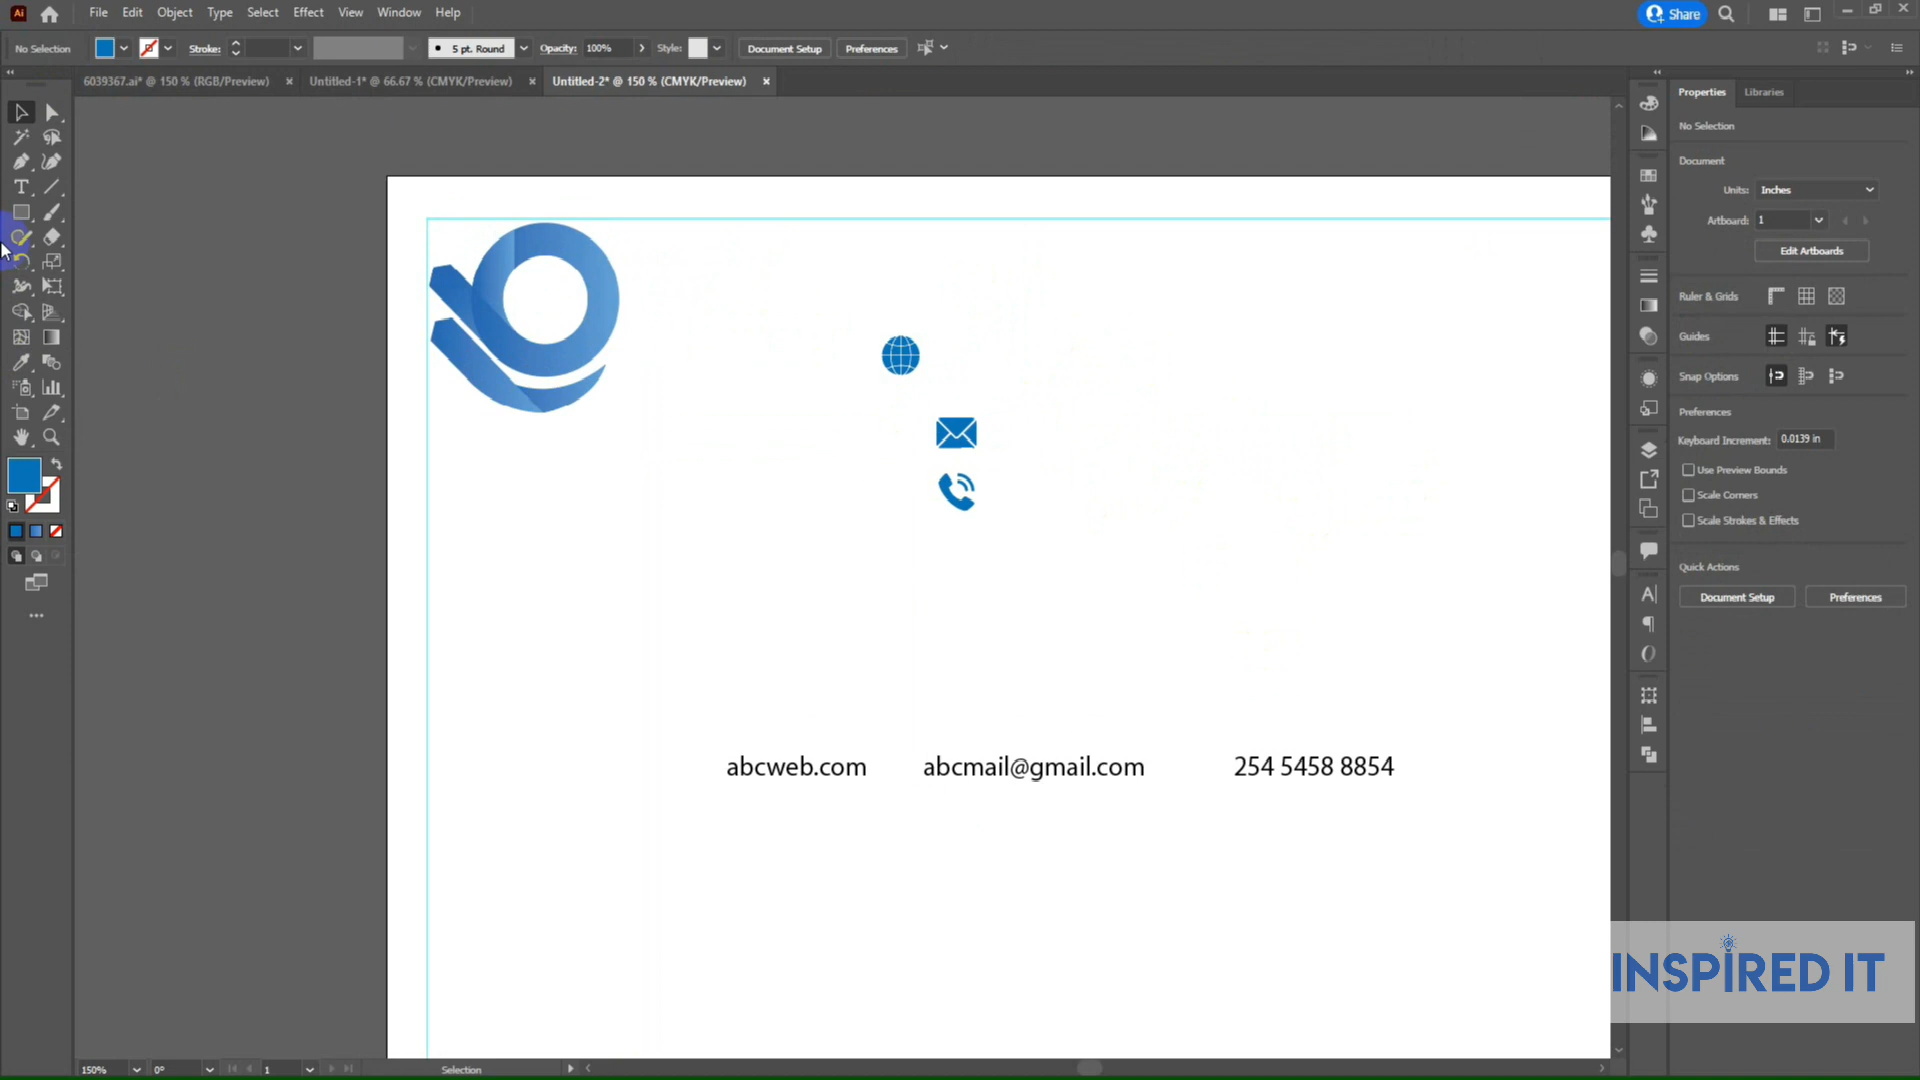 Ai File Edit Object Type Select Effect View Window Help Share
No Selection Stroke: 5 pt. Round Opacity: 100% Style: Document Setup Preferences
6039367.ai* @ 150 % (RGB/Preview) Untitled-1* @ 66.67 % (CMYK/Preview) Untitled-2* @ 150 % (CMYK/Preview)
Properties Libraries
No Selection
Document
Units: Inches
Artboard: 1
Edit Artboards
Ruler & Grids
Guides
Snap Options
Preferences
Keyboard Increment: 0.0139 in
Use Preview Bounds
Scale Corners
Scale Strokes & Effects
Quick Actions
Document Setup Preferences
abcweb.com abcmail@gmail.com 254 5458 8854
INSPIRED IT
150% 0° 1 Selection